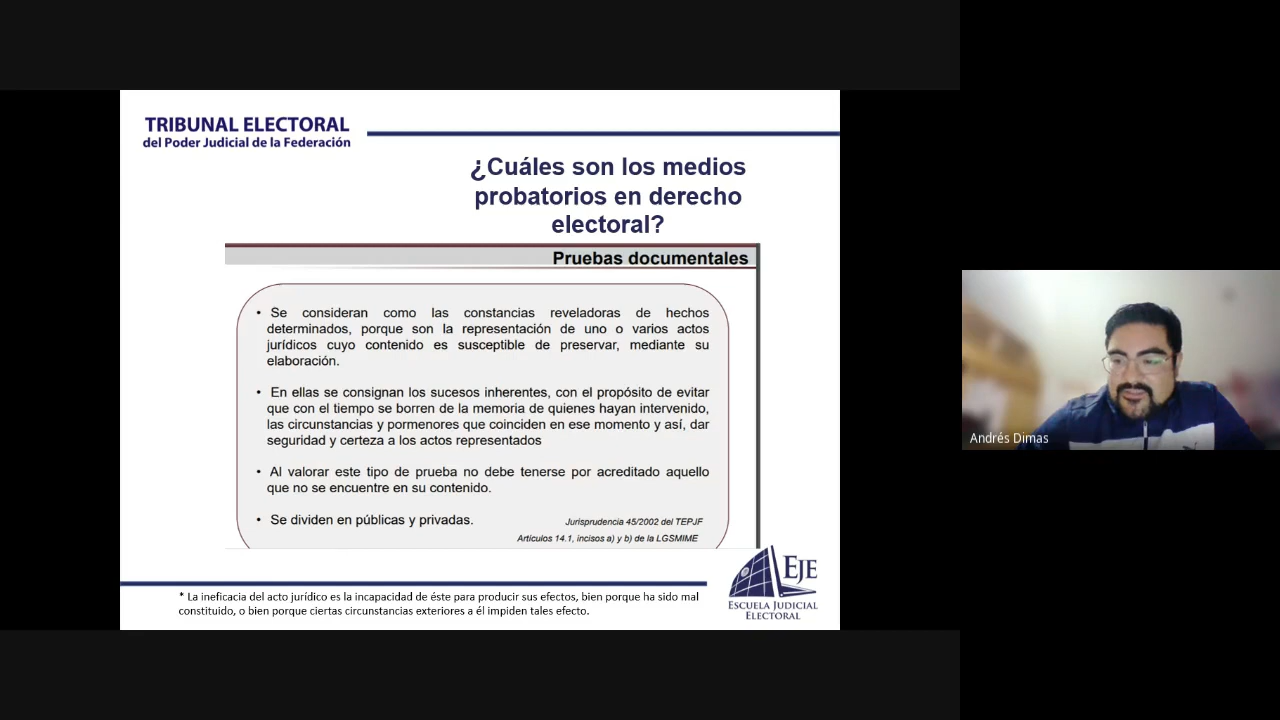 TRIBUNAL ELECTORAL
del Poder Judicial de la Federación
¿Cuáles son los medios
probatorios en derecho
electoral?
Pruebas documentales
• Se consideran como las constancias reveladoras de hechos
determinados, porque son la representación de uno o varios actos
jurídicos cuyo contenido es susceptible de preservar, mediante su
elaboración.
• En ellas se consignan los sucesos inherentes, con el propósito de evitar
que con el tiempo se borren de la memoria de quienes hayan intervenido,
las circunstancias y pormenores que coinciden en ese momento y así, dar
seguridad y certeza a los actos representados
• Al valorar este tipo de prueba no debe tenerse por acreditado aquello
que no se encuentre en su contenido.
• Se dividen en públicas y privadas.
Jurisprudencia 45/2002 del TEPJF
Artículos 14.1, incisos a) y b) de la LGSMIME
EJE
ESCUELA JUDICIAL
ELECTORAL
* La ineficacia del acto jurídico es la incapacidad de éste para producir sus efectos, bien porque ha sido mal
constituido, o bien porque ciertas circunstancias exteriores a él impiden tales efecto.
Andrés Dimas